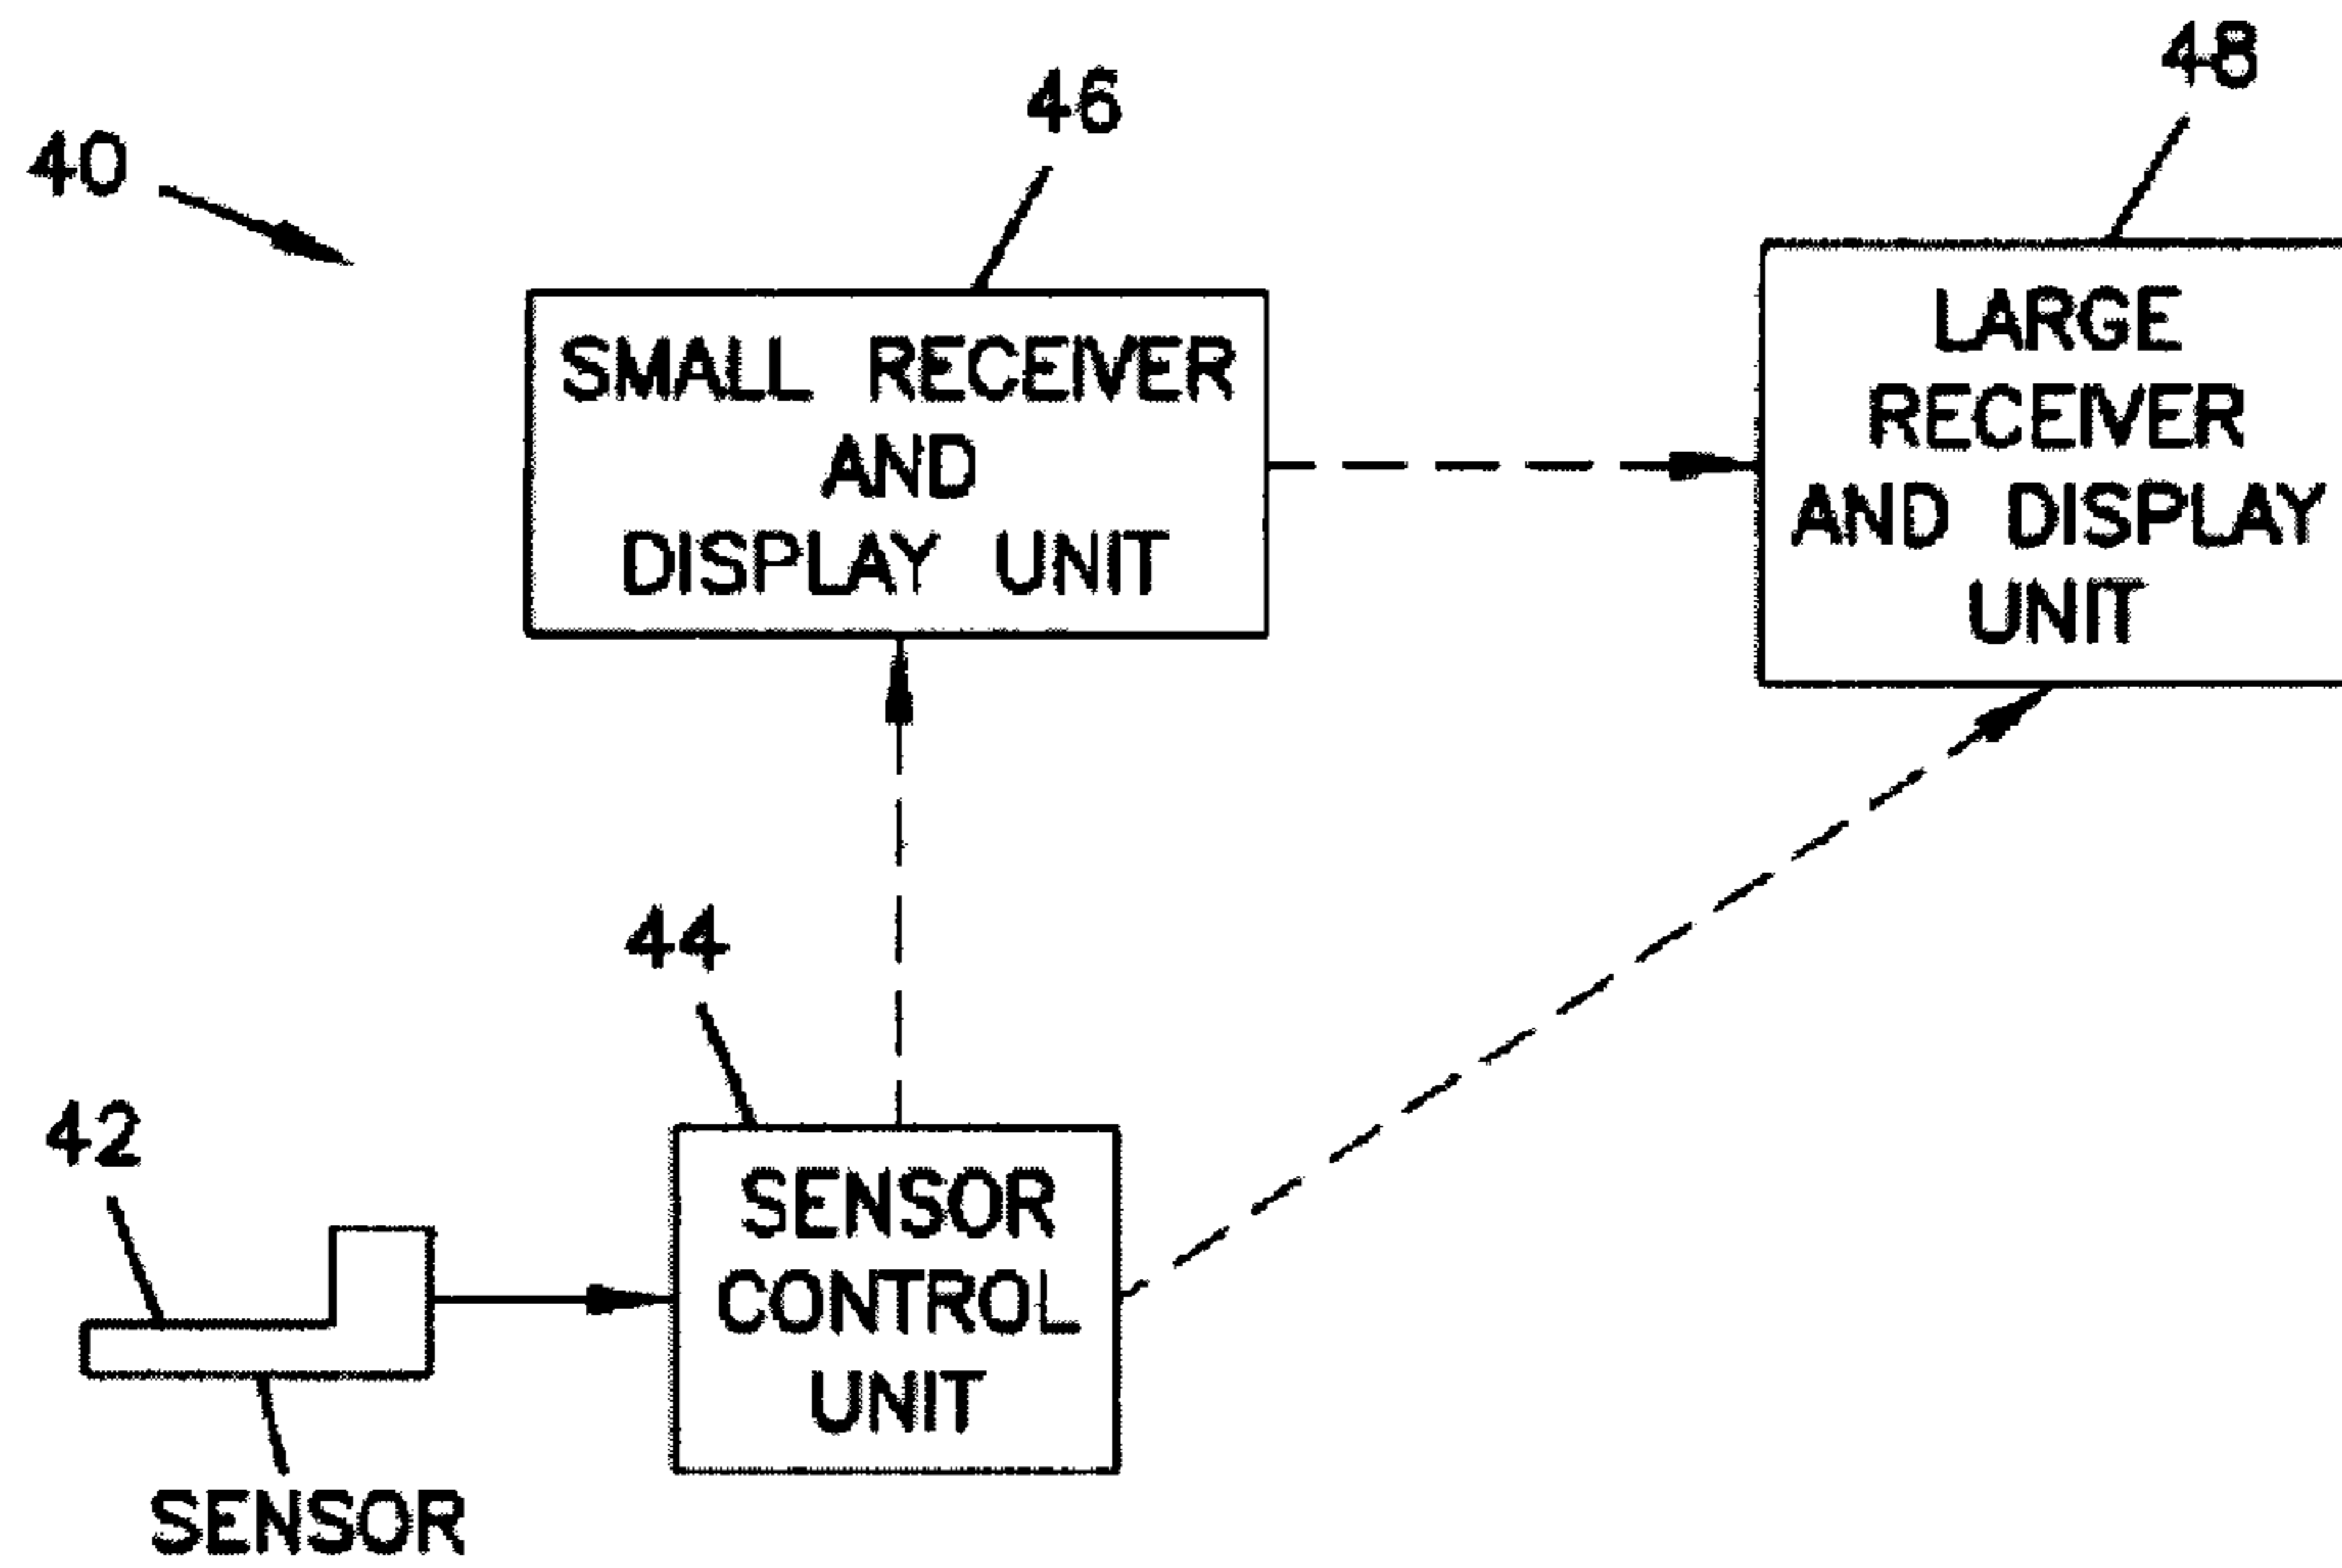 40
46
48
SMALL RECEIVER
AND
DISPLAY UNIT
LARGE
RECEIVER
AND DISPLAY
UNIT
44
42
SENSOR
CONTROL
UNIT
SENSOR